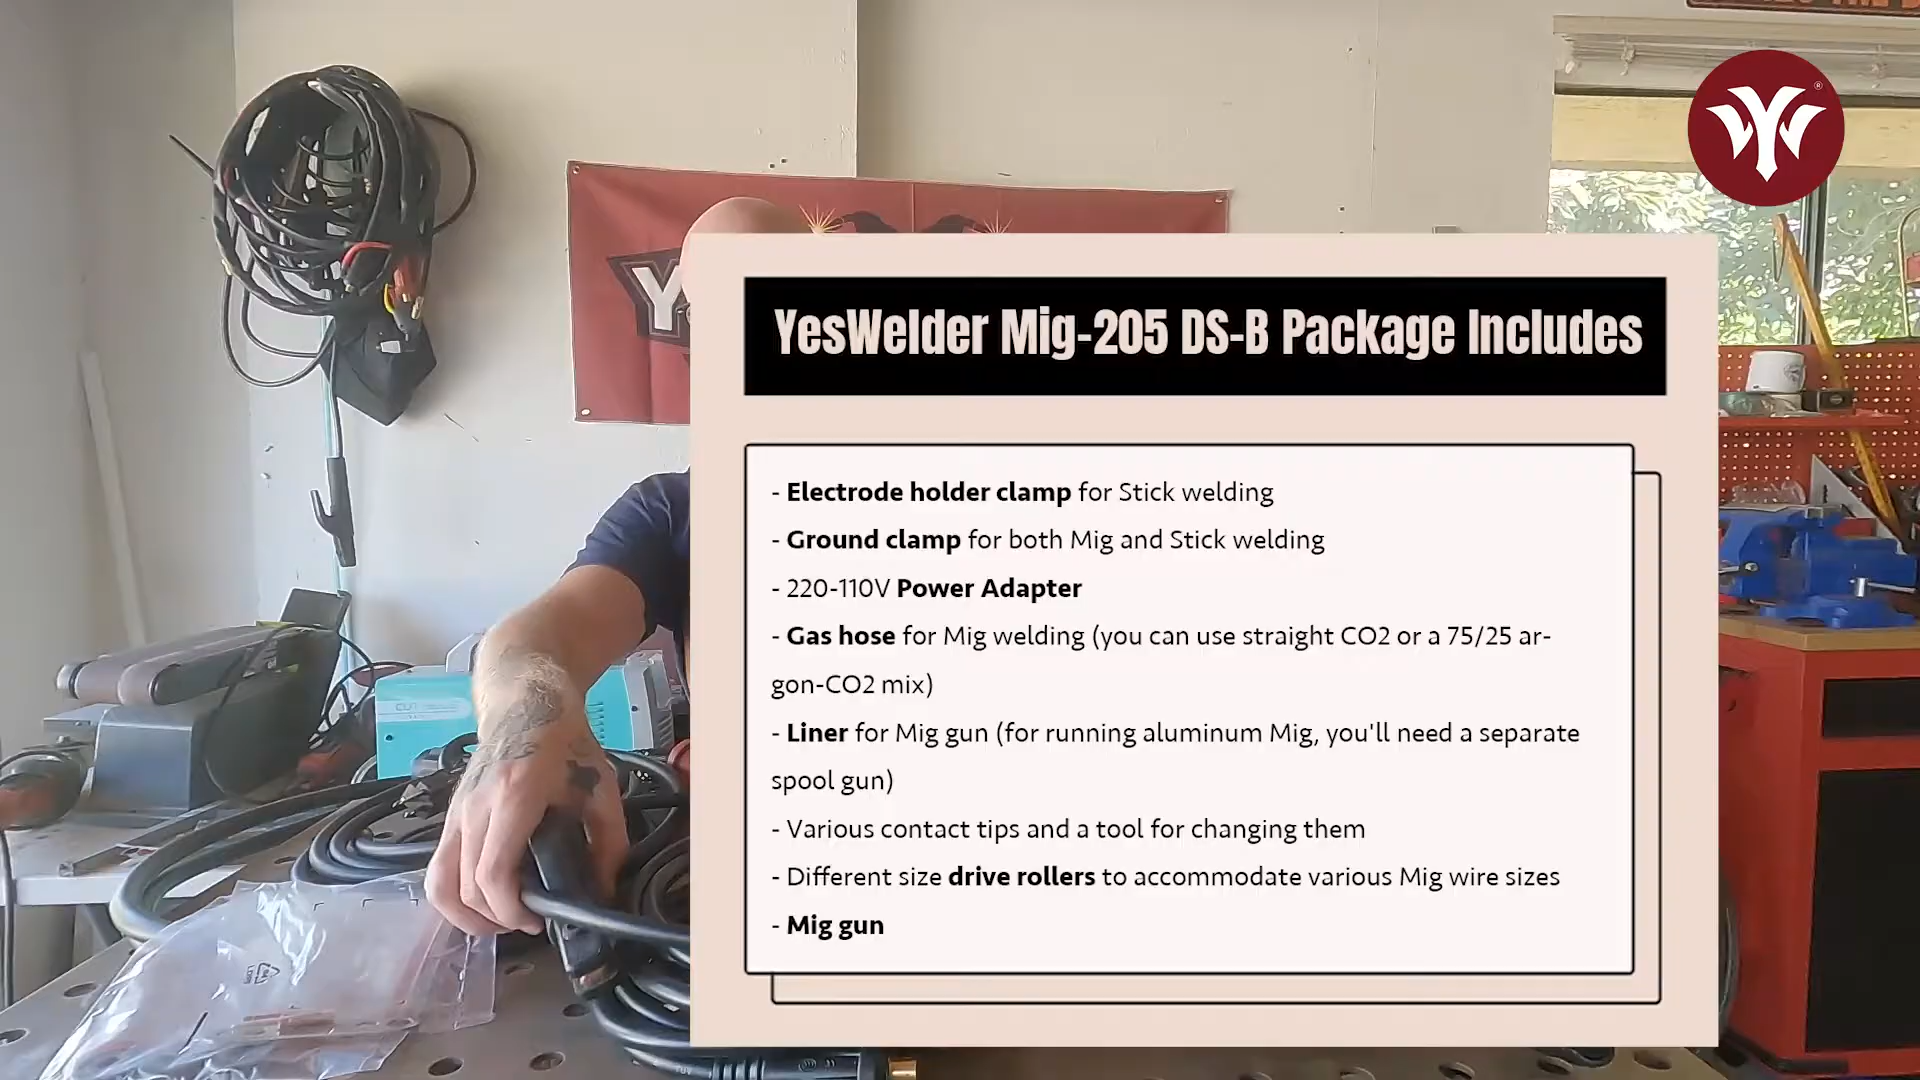 YesWelder Mig-205 DS-B Package Includes
- Electrode holder clamp for Stick welding
- Ground clamp for both Mig and Stick welding
- 220-110V Power Adapter
- Gas hose for Mig welding (you can use straight CO2 or a 75/25 ar-
gon-CO2 mix)
- Liner for Mig gun (for running aluminum Mig, you'll need a separate
spool gun)
- Various contact tips and a tool for changing them
- Different size drive rollers to accommodate various Mig wire sizes
- Mig gun
Y
CUT